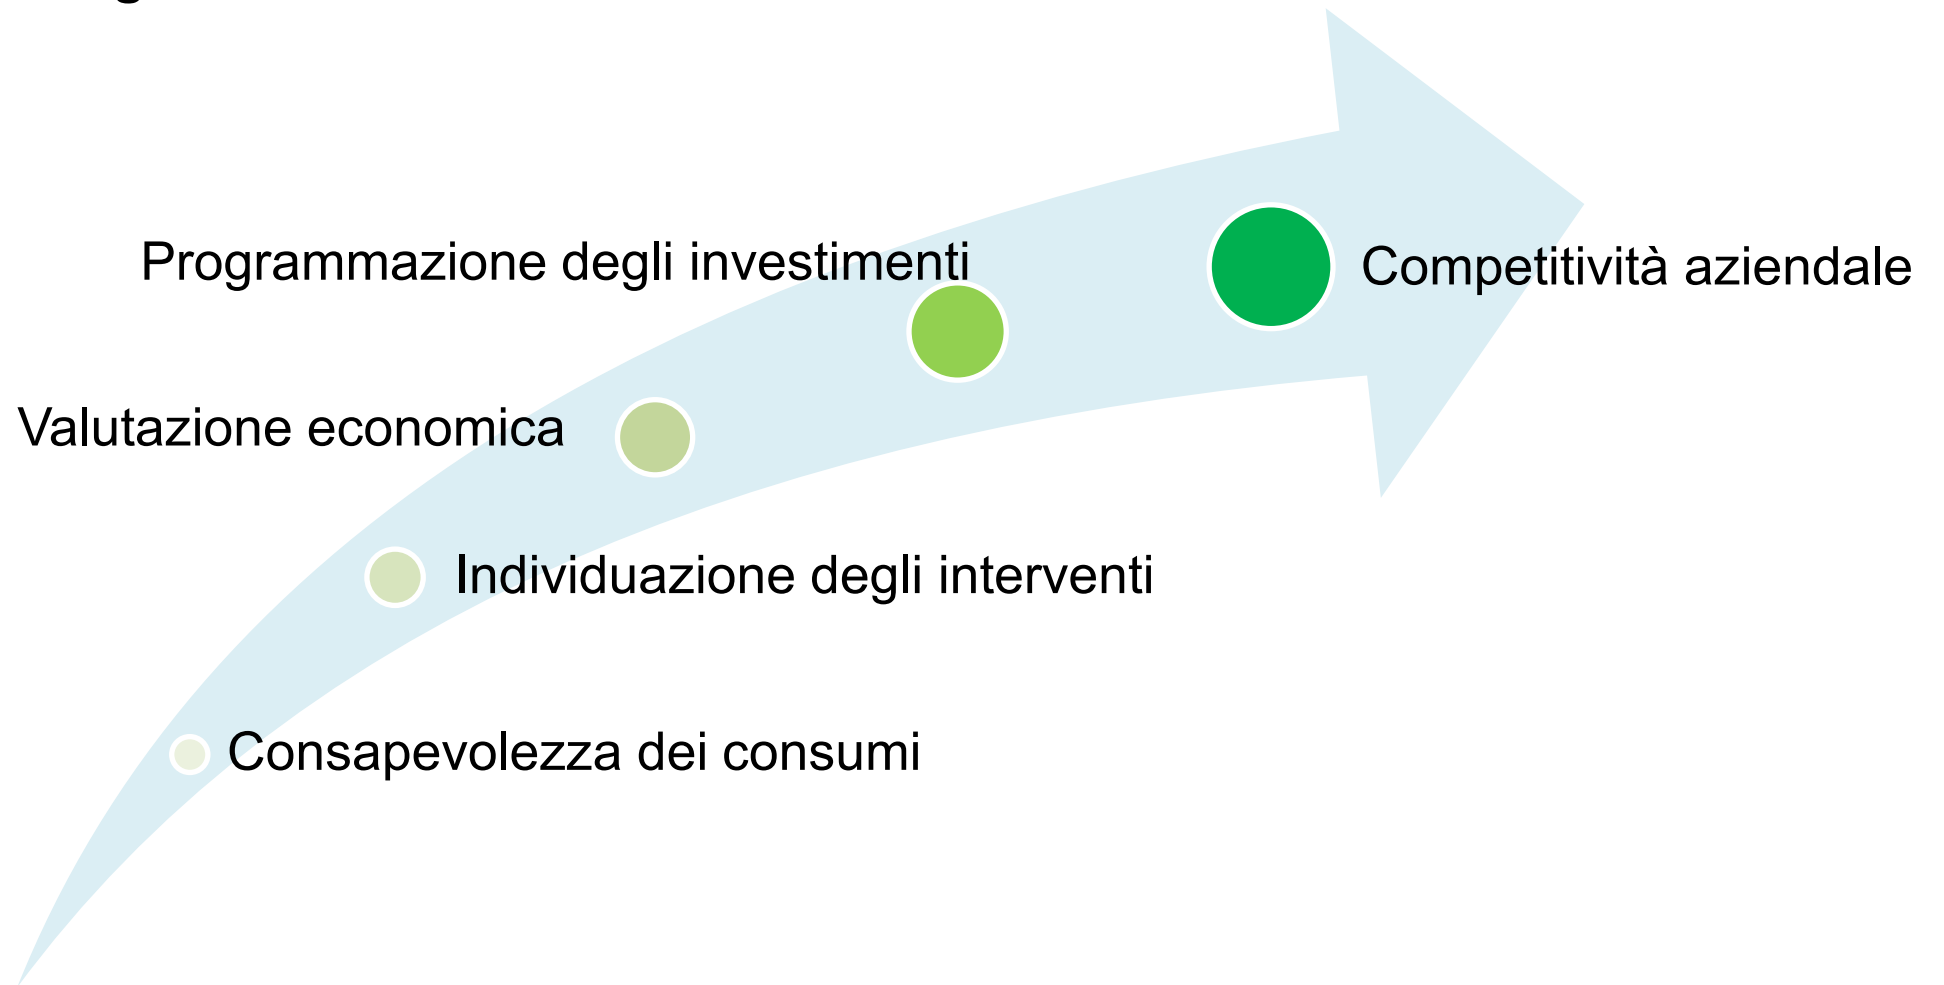 Programmazione degli investimenti
Competitività aziendale
Valutazione economica
Individuazione degli interventi
Consapevolezza dei consumi